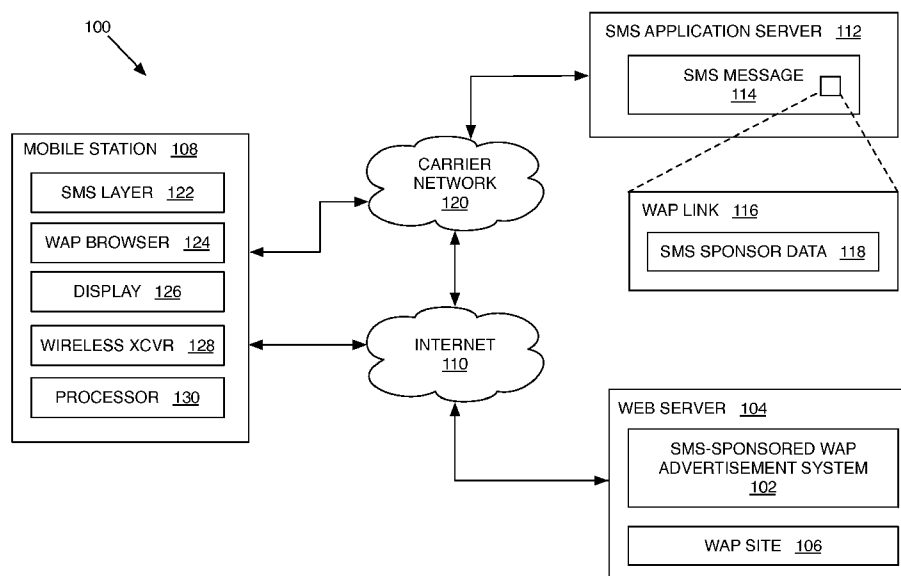 100
SMS APPLICATION SERVER 112
SMS MESSAGE
114
MOBILE STATION 108
SMS LAYER 122
WAP BROWSER 124
DISPLAY 126
WIRELESS XCVR 128
PROCESSOR 130
CARRIER
NETWORK
120
WAP LINK 116
SMS SPONSOR DATA 118
INTERNET
110
WEB SERVER 104
SMS-SPONSORED WAP
ADVERTISEMENT SYSTEM
102
WAP SITE 106